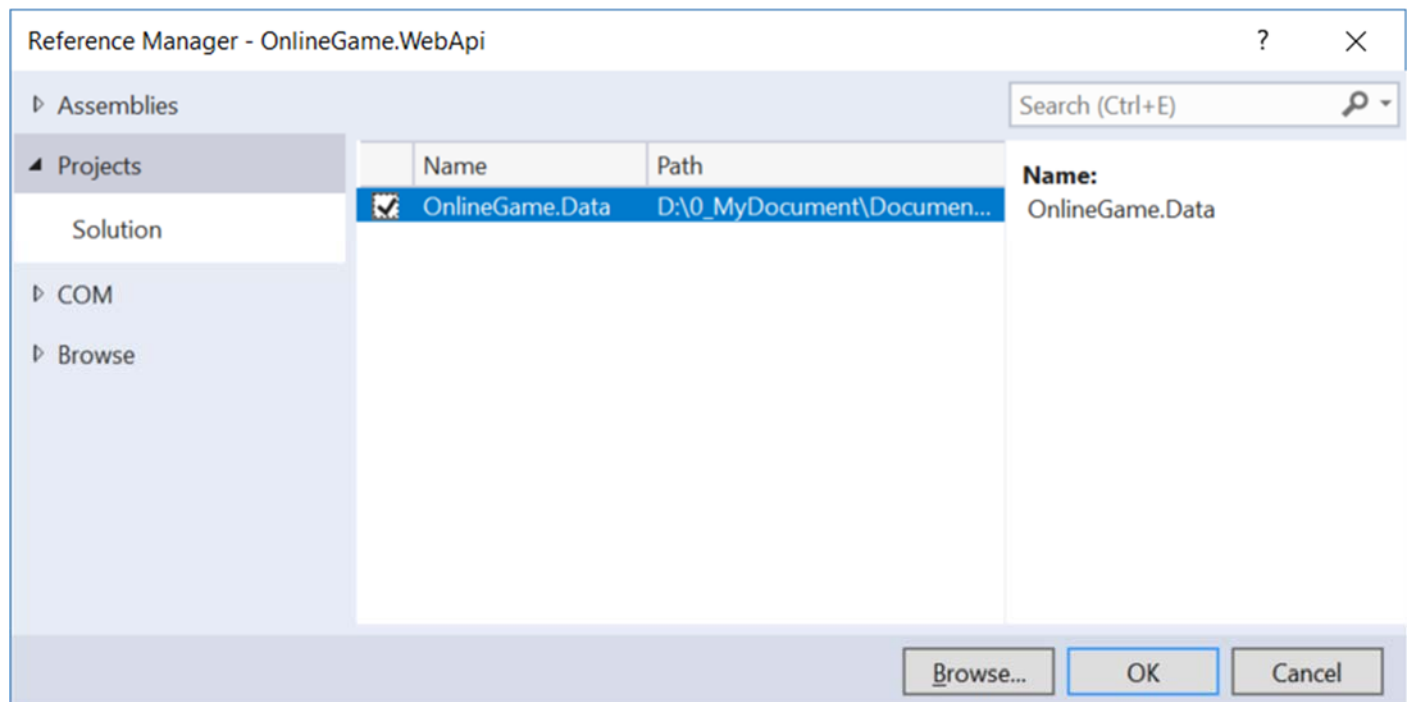 Reference Manager - OnlineGame.WebApi ?
Assemblies
Search (Ctrl+E)
Projects
Name Path
Name:
OnlineGame.Data D:\0_MyDocument\Documen...
OnlineGame.Data
Solution
COM
Browse
Browse... OK Cancel